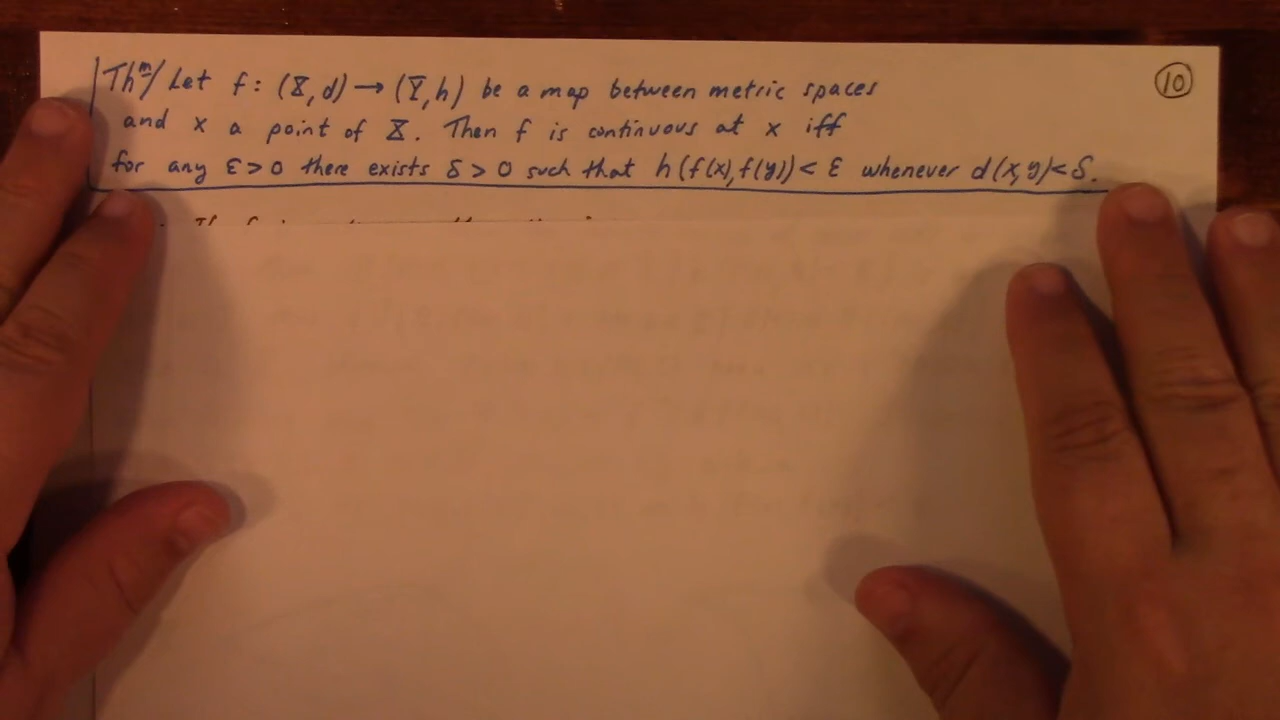 Thm/ Let f: (X, d) → (Y, h) be a map between metric spaces
⑩
and x a point of X. Then f is continuous at x iff
for any ε > 0 there exists δ > 0 such that h(f(x), f(y)) < ε whenever d(x,y) < δ.